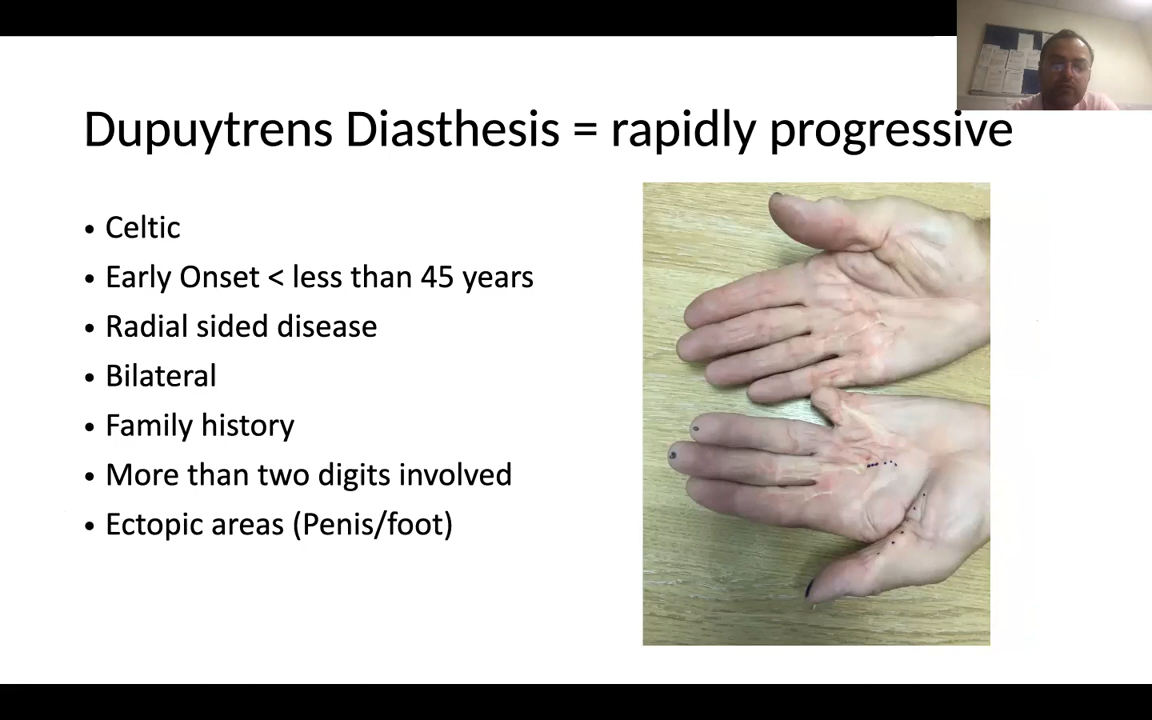 Dupuytrens Diasthesis = rapidly progressive
• Celtic
• Early Onset < less than 45 years
• Radial sided disease
• Bilateral
• Family history
• More than two digits involved
• Ectopic areas (Penis/foot)